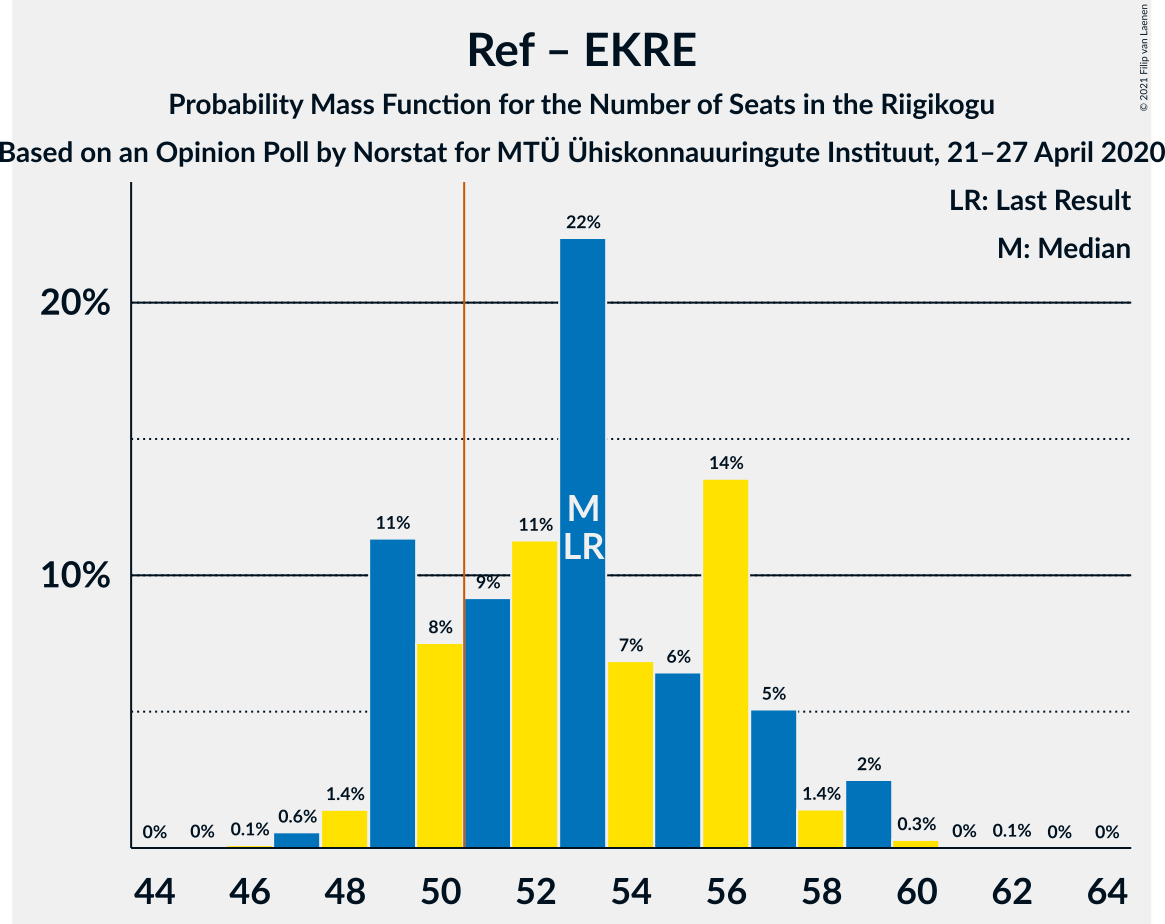 Ref – EKRE
Probability Mass Function for the Number of Seats in the Riigikogu
Based on an Opinion Poll by Norstat for MTÜ Ühiskonnauuringute Instituut, 21–27 April 2020
© 2021 Filip van Laenen
LR: Last Result
M: Median
20%
10%
0%
0%
0.1%
0.6%
1.4%
11%
8%
9%
11%
22%
7%
6%
14%
5%
1.4%
2%
0.3%
0%
0.1%
0%
0%
M
LR
44 46 48 50 52 54 56 58 60 62 64